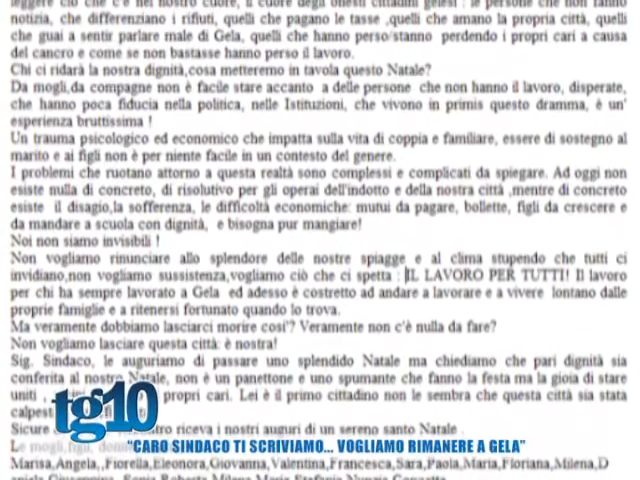 leggere ciò che c'è nel nostro cuore, il cuore degli onesti cittadini gelesi : le persone che non fanno
notizia, che differenziano i rifiuti, quelli che pagano le tasse ,quelli che amano la propria città, quelli
che guai a sentir parlare male di Gela, quelli che hanno perso/stanno perdendo i propri cari a causa
del cancro e come se non bastasse hanno perso il lavoro.
Chi ci ridarà la nostra dignità,cosa metteremo in tavola questo Natale?
Da mogli,da compagne non è facile stare accanto a delle persone che non hanno il lavoro, disperate,
che hanno poca fiducia nella politica, nelle Istituzioni, che vivono in primis questo dramma, è un'
esperienza bruttissima !
Un trauma psicologico ed economico che impatta sulla vita di coppia e familiare, essere di sostegno al
marito e ai figli non è per niente facile in un contesto del genere.
I problemi che ruotano attorno a questa realtà sono complessi e complicati da spiegare. Ad oggi non
esiste nulla di concreto, di risolutivo per gli operai dell'indotto e della nostra città ,mentre di concreto
esiste il disagio,la sofferenza, le difficoltà economiche: mutui da pagare, bollette, figli da crescere e
da mandare a scuola con dignità, e bisogna pur mangiare!
Noi non siamo invisibili !
Non vogliamo rinunciare allo splendore delle nostre spiagge e al clima stupendo che tutti ci
invidiano,non vogliamo sussistenza,vogliamo ciò che ci spetta : IL LAVORO PER TUTTI! Il lavoro
per chi ha sempre lavorato a Gela ed adesso è costretto ad andare a lavorare e a vivere lontano dalle
proprie famiglie e a ritenersi fortunato quando lo trova.
Ma veramente dobbiamo lasciarci morire cosi'? Veramente non c'è nulla da fare?
Non vogliamo lasciare questa città: è nostra!
Sig. Sindaco, le auguriamo di passare uno splendido Natale ma chiediamo che pari dignità sia
conferita al nostro Natale, non è un panettone e uno spumante che fanno la festa ma la gioia di stare
uniti propri cari. Lei è il primo cittadino non le sembra che questa città sia stata
calpest
Sicure riceva i nostri auguri di un sereno santo Natale
Le mogli,figli,
Marisa,Angela,,Fiorella,Eleonora,Giovanna,Valentina,Francesca,Sara,Paola,Maria,Floriana,Milena,D
tg10
"CARO SINDACO TI SCRIVIAMO... VOGLIAMO RIMANERE A GELA"